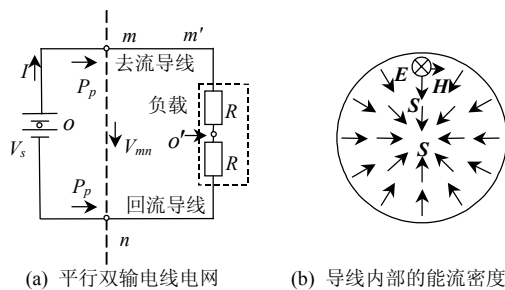 m
m′
I
P_p
去流导线
负载
R
o
o′
V_s
V_mn
R
P_p
回流导线
n
(a) 平行双输电线电网
E
H
S
S
(b) 导线内部的能流密度